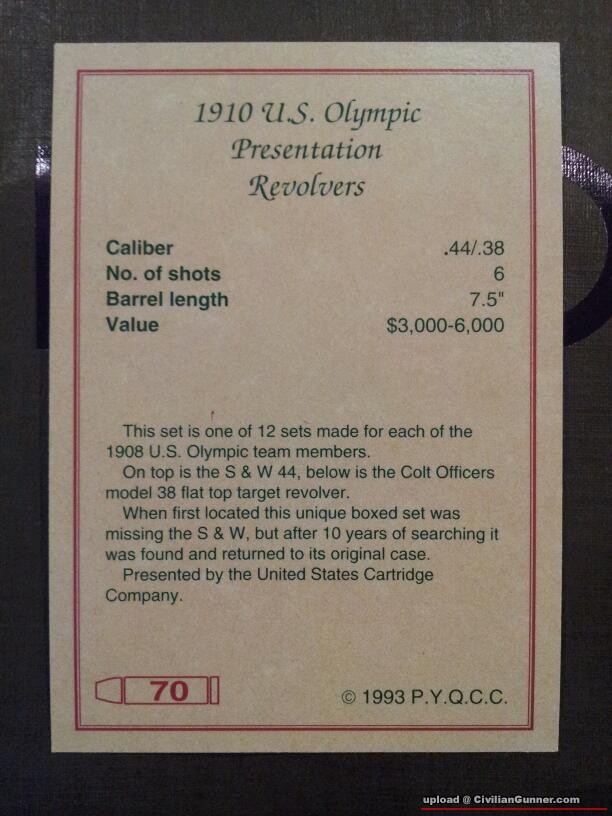 1910 U.S. Olympic
Presentation
Revolvers
Caliber .44/.38
No. of shots 6
Barrel length 7.5"
Value $3,000-6,000
This set is one of 12 sets made for each of the
1908 U.S. Olympic team members.
On top is the S & W 44, below is the Colt Officers
model 38 flat top target revolver.
When first located this unique boxed set was
missing the S & W, but after 10 years of searching it
was found and returned to its original case.
Presented by the United States Cartridge
Company.
70 © 1993 P.Y.Q.C.C.
upload @ CivilianGunner.com